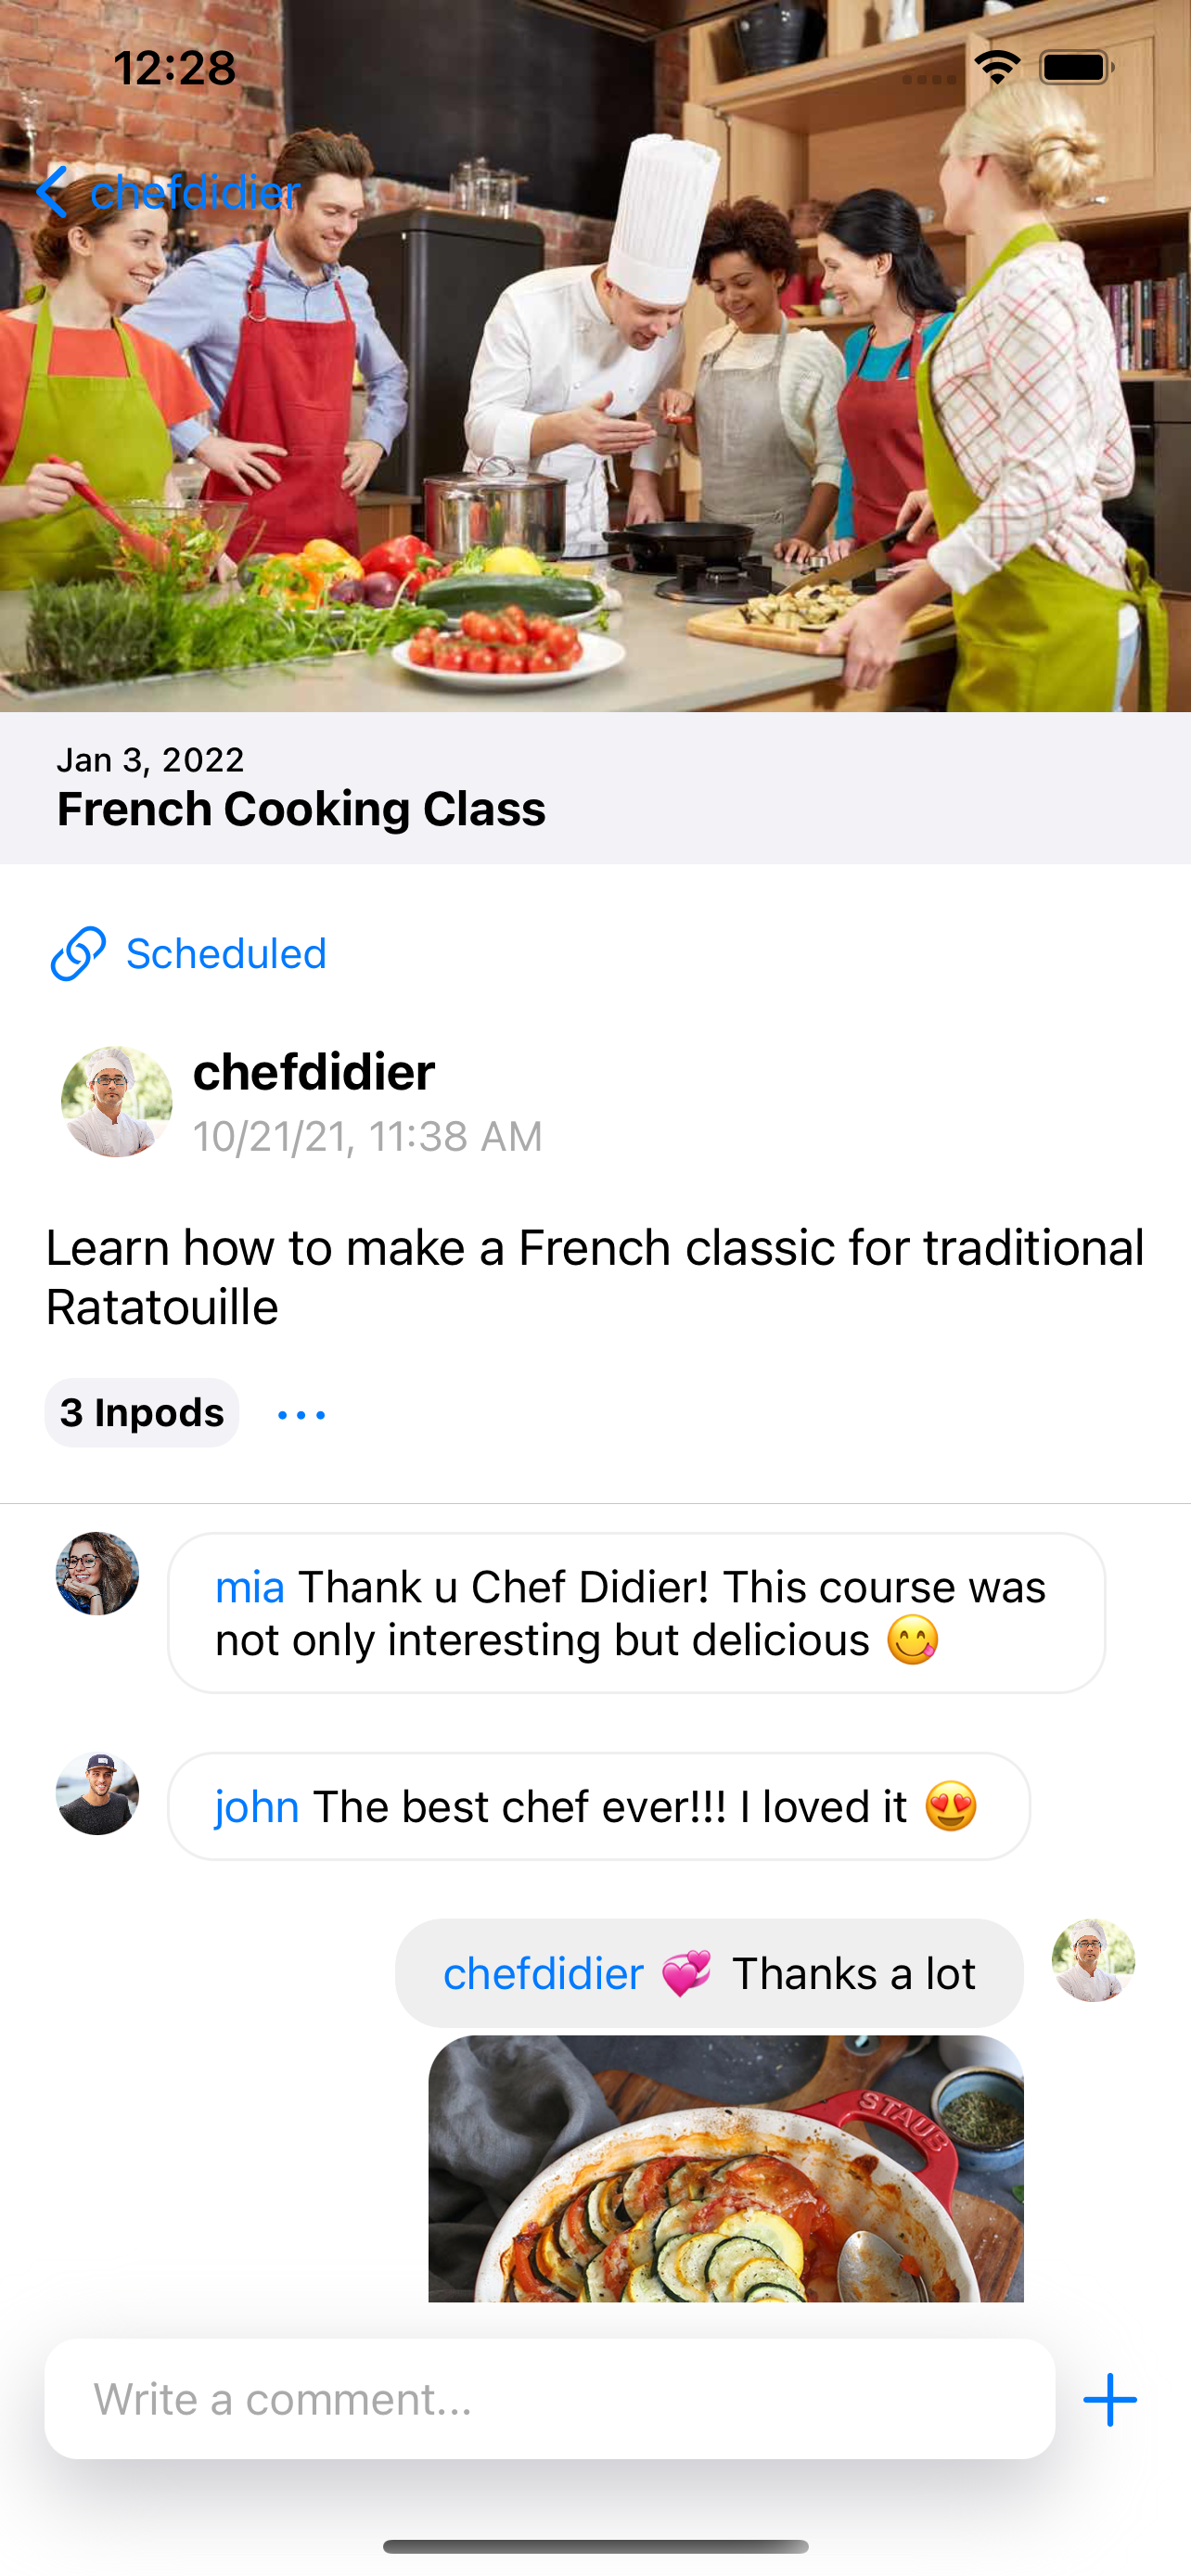 12:28
chefdidier
Jan 3, 2022
French Cooking Class
Scheduled
chefdidier
10/21/21, 11:38 AM
Learn how to make a French classic for traditional
Ratatouille
3 Inpods
mia Thank u Chef Didier! This course was
not only interesting but delicious 😋
john The best chef ever!!! I loved it 😍
chefdidier 💞 Thanks a lot
STAUB
Write a comment...